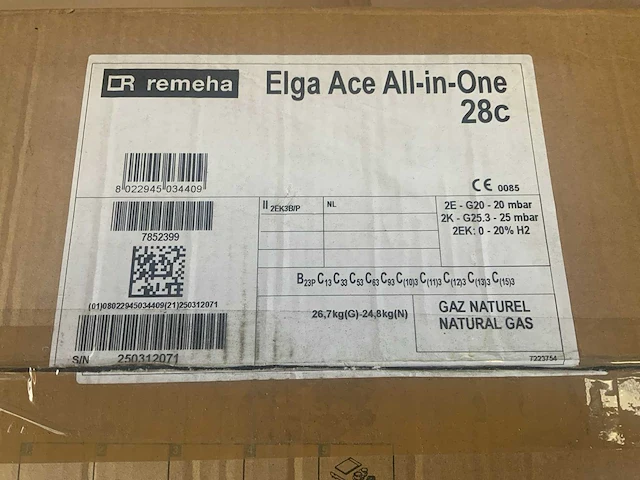 remeha
Elga Ace All-in-One
28c
8 022945 034409
CE 0085
7852399
II 2EK3B/P
NL
2E - G20 - 20 mbar
2K - G25.3 - 25 mbar
2EK: 0 - 20% H2
(01)08022945034409(21)250312071
B23P C13 C33 C53 C63 C93 C(10)3 C(11)3 C(12)3 C(13)3 C(15)3
26,7kg(G)-24,8kg(N)
GAZ NATUREL
NATURAL GAS
S/N 250312071
7223754